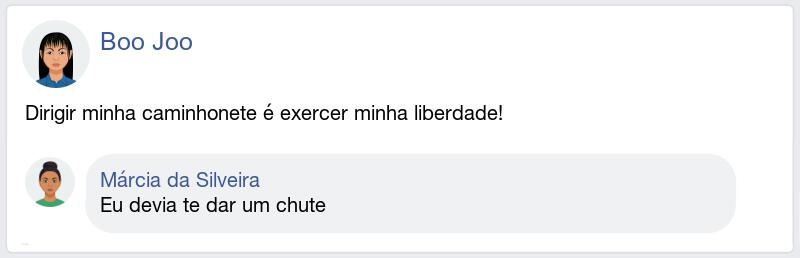 Boo Joo
Dirigir minha caminhonete é exercer minha liberdade!
Márcia da Silveira
Eu devia te dar um chute